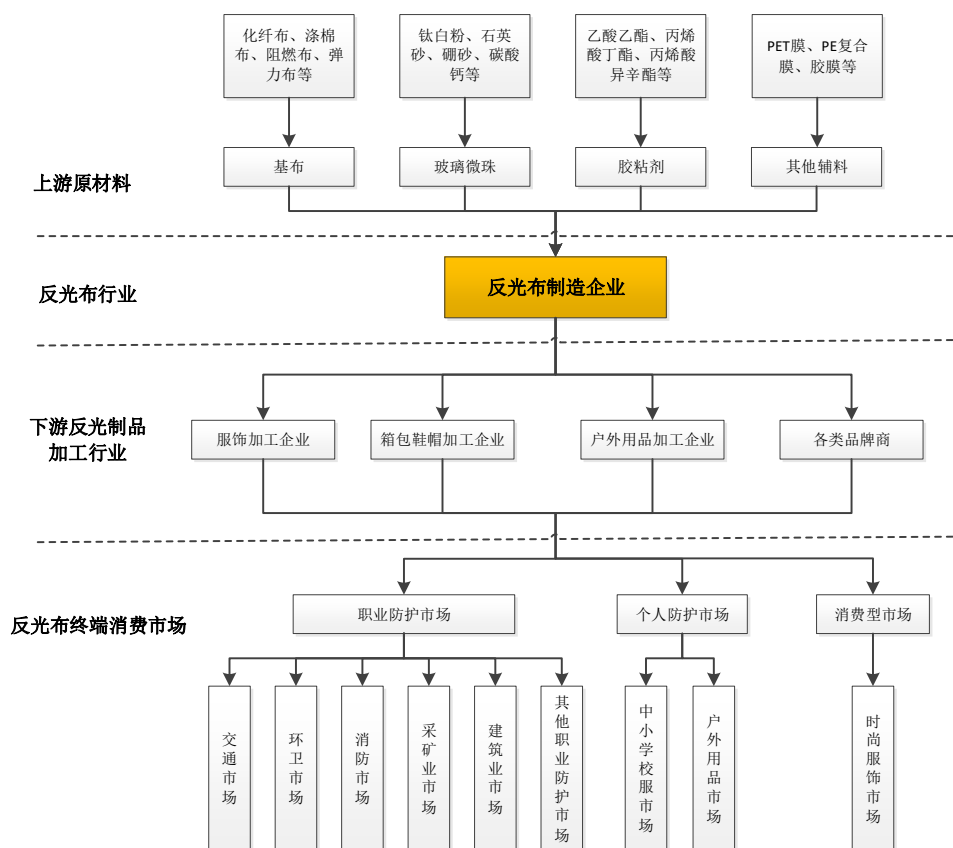 化纤布、涤棉
布、阻燃布、弹
力布等
钛白粉、石英
砂、硼砂、碳酸
钙等
乙酸乙酯、丙烯
酸丁酯、丙烯酸
异辛酯等
PET膜、PE复合
膜、胶膜等
基布
玻璃微珠
胶粘剂
其他辅料
上游原材料
反光布制造企业
反光布行业
下游反光制品
加工行业
服饰加工企业
箱包鞋帽加工企业
户外用品加工企业
各类品牌商
反光布终端消费市场
职业防护市场
个人防护市场
消费型市场
交通市场
环卫市场
消防市场
采矿业市场
建筑业市场
其他职业防护市场
中小学校服市场
户外用品市场
时尚服饰市场